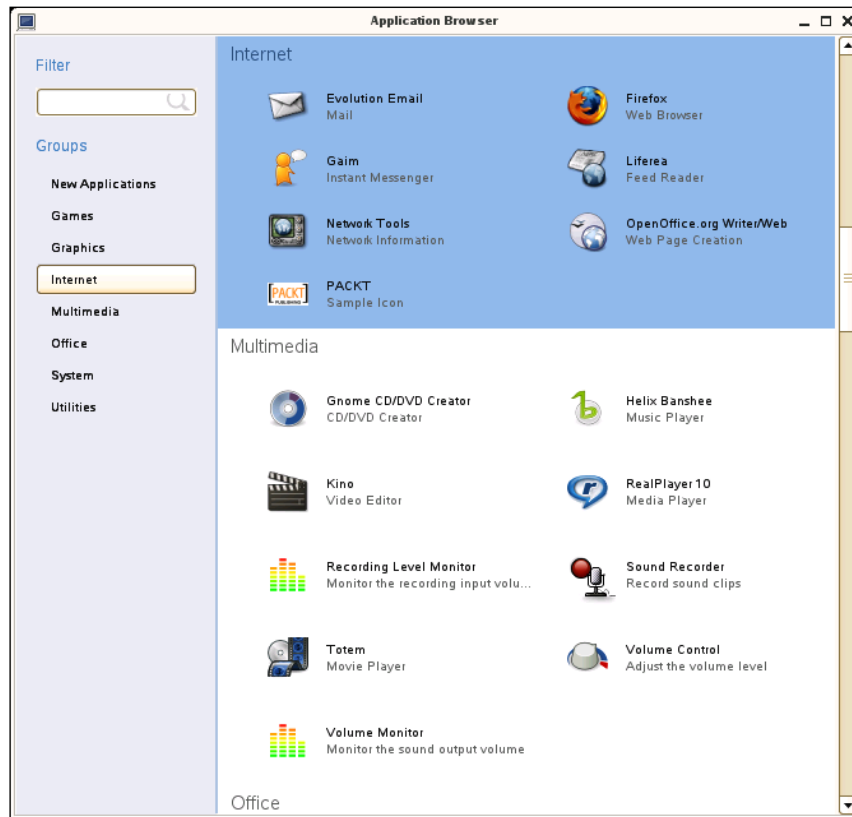 Application Browser
Filter
Groups
New Applications
Games
Graphics
Internet
Multimedia
Office
System
Utilities
Internet
Evolution Email
Mail
Firefox
Web Browser
Gaim
Instant Messenger
Liferea
Feed Reader
Network Tools
Network Information
OpenOffice.org Writer/Web
Web Page Creation
PACKT
PUBLISHING
PACKT
Sample Icon
Multimedia
Gnome CD/DVD Creator
CD/DVD Creator
Helix Banshee
Music Player
Kino
Video Editor
RealPlayer 10
Media Player
Recording Level Monitor
Monitor the recording input volu...
Sound Recorder
Record sound clips
Totem
Movie Player
Volume Control
Adjust the volume level
Volume Monitor
Monitor the sound output volume
Office